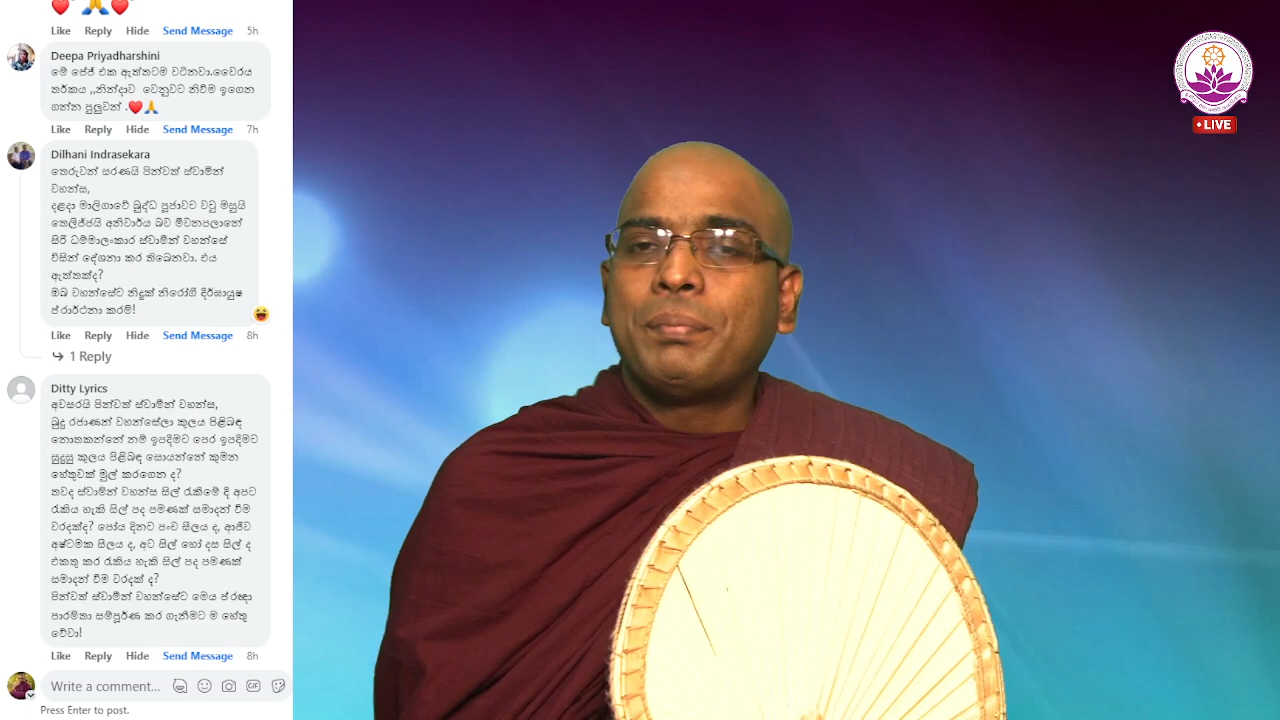 Like Reply Hide Send Message 5h
Deepa Priyadharshini
මේ පේජ් එක ඇත්තටම වටිනවා.වෛරය
තර්කය ,,නින්දාව වෙනුවට නිවීම ඉගෙන
ගන්න පුලුවන් .❤️🙏
Like Reply Hide Send Message 7h
Dilhani Indrasekara
තෙරුවන් සරණයි පින්වත් ස්වාමීන්
වහන්ස,
දළදා මාලිගාවේ බුද්ධ පූජාවට වටු මසුයි
තෙලිජ්ජයි අනිවාර්ය බව මීවනපලානේ
සිරි ධම්මාලංකාර ස්වාමීන් වහන්සේ
විසින් දේශනා කර තිබෙනවා. එය
ඇත්තක්ද?
ඔබ වහන්සේට නිදුක් නිරෝගී දීර්ඝායුෂ
ප්‍රාර්ථනා කරමි!
Like Reply Hide Send Message 8h
1 Reply
Ditty Lyrics
අවසරයි පින්වත් ස්වාමීන් වහන්ස,
බුදු රජාණන් වහන්සේලා කුලය පිළිබඳ
නොතකන්නේ නම් ඉපදීමට පෙර ඉපදීමට
සුදුසු කුලය පිළිබඳ සොයන්නේ කුමන
හේතුවක් මුල් කරගෙන ද?
තවද ස්වාමීන් වහන්ස සිල් රැකීමේ දී අපට
රැකිය හැකි සිල් පද පමණක් සමාදන් වීම
වරදක්ද? පෝය දිනට පංච සීලය ද, ආජීව
අෂ්ටමක සීලය ද, අට සිල් හෝ දස සිල් ද
එකතු කර රැකිය හැකි සිල් පද පමණක්
සමාදන් වීම වරදක් ද?
පින්වත් ස්වාමීන් වහන්සේට මෙය ප්‍රඥා
පාරමිතා සම්පූර්ණ කර ගැනීමට ම හේතු
වේවා!
Like Reply Hide Send Message 8h
Write a comment...
GIF
Press Enter to post.
• LIVE